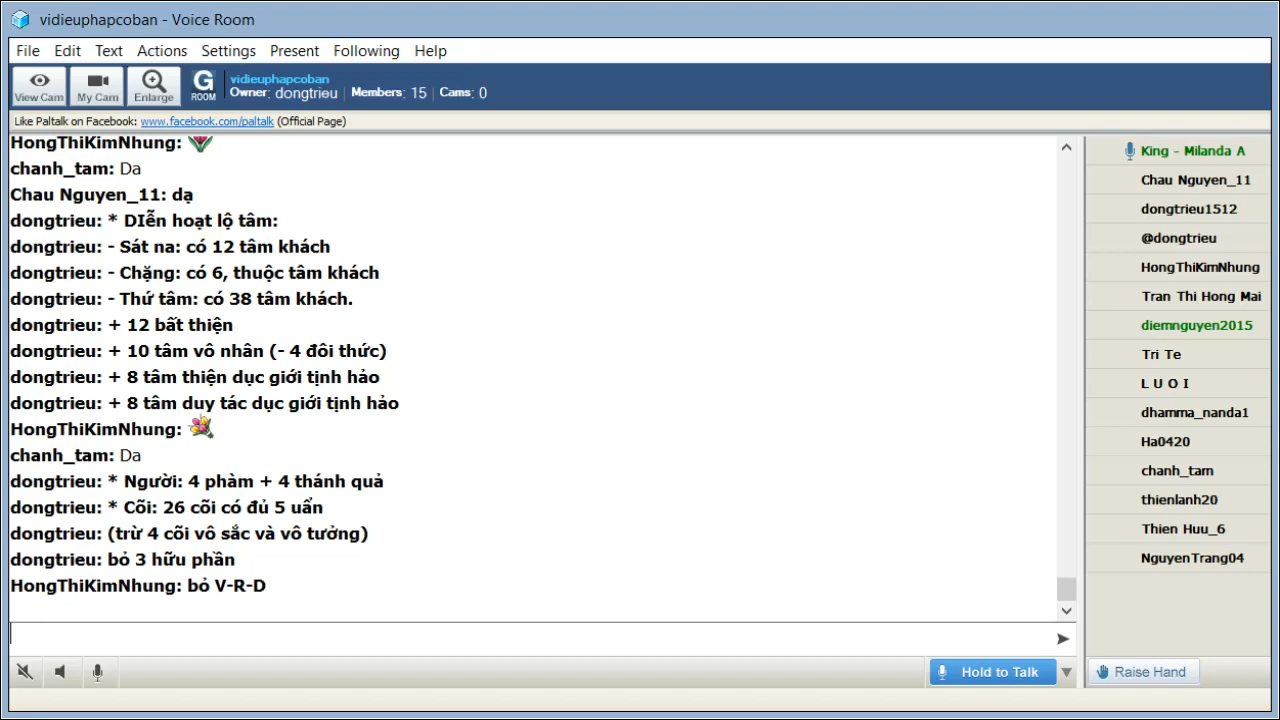 vidieuphapcoban - Voice Room
File Edit Text Actions Settings Present Following Help
View Cam My Cam Enlarge G ROOM vidieuphapcoban
Owner: dongtrieu | Members: 15 | Cams: 0
Like Paltalk on Facebook: www.facebook.com/paltalk (Official Page)
HongThiKimNhung:
chanh_tam: Da
Chau Nguyen_11: dạ
dongtrieu: * DIễn hoạt lộ tâm:
dongtrieu: - Sát na: có 12 tâm khách
dongtrieu: - Chặng: có 6, thuộc tâm khách
dongtrieu: - Thứ tâm: có 38 tâm khách.
dongtrieu: + 12 bất thiện
dongtrieu: + 10 tâm vô nhân (- 4 đôi thức)
dongtrieu: + 8 tâm thiện dục giới tịnh hảo
dongtrieu: + 8 tâm duy tác dục giới tịnh hảo
HongThiKimNhung:
chanh_tam: Da
dongtrieu: * Người: 4 phàm + 4 thánh quả
dongtrieu: * Cõi: 26 cõi có đủ 5 uẩn
dongtrieu: (trừ 4 cõi vô sắc và vô tưởng)
dongtrieu: bỏ 3 hữu phần
HongThiKimNhung: bỏ V-R-D
King - Milanda A
Chau Nguyen_11
dongtrieu1512
@dongtrieu
HongThiKimNhung
Tran Thi Hong Mai
diemnguyen2015
Tri Te
L U O I
dhamma_nanda1
Ha0420
chanh_tam
thienlanh20
Thien Huu_6
NguyenTrang04
Hold to Talk
Raise Hand